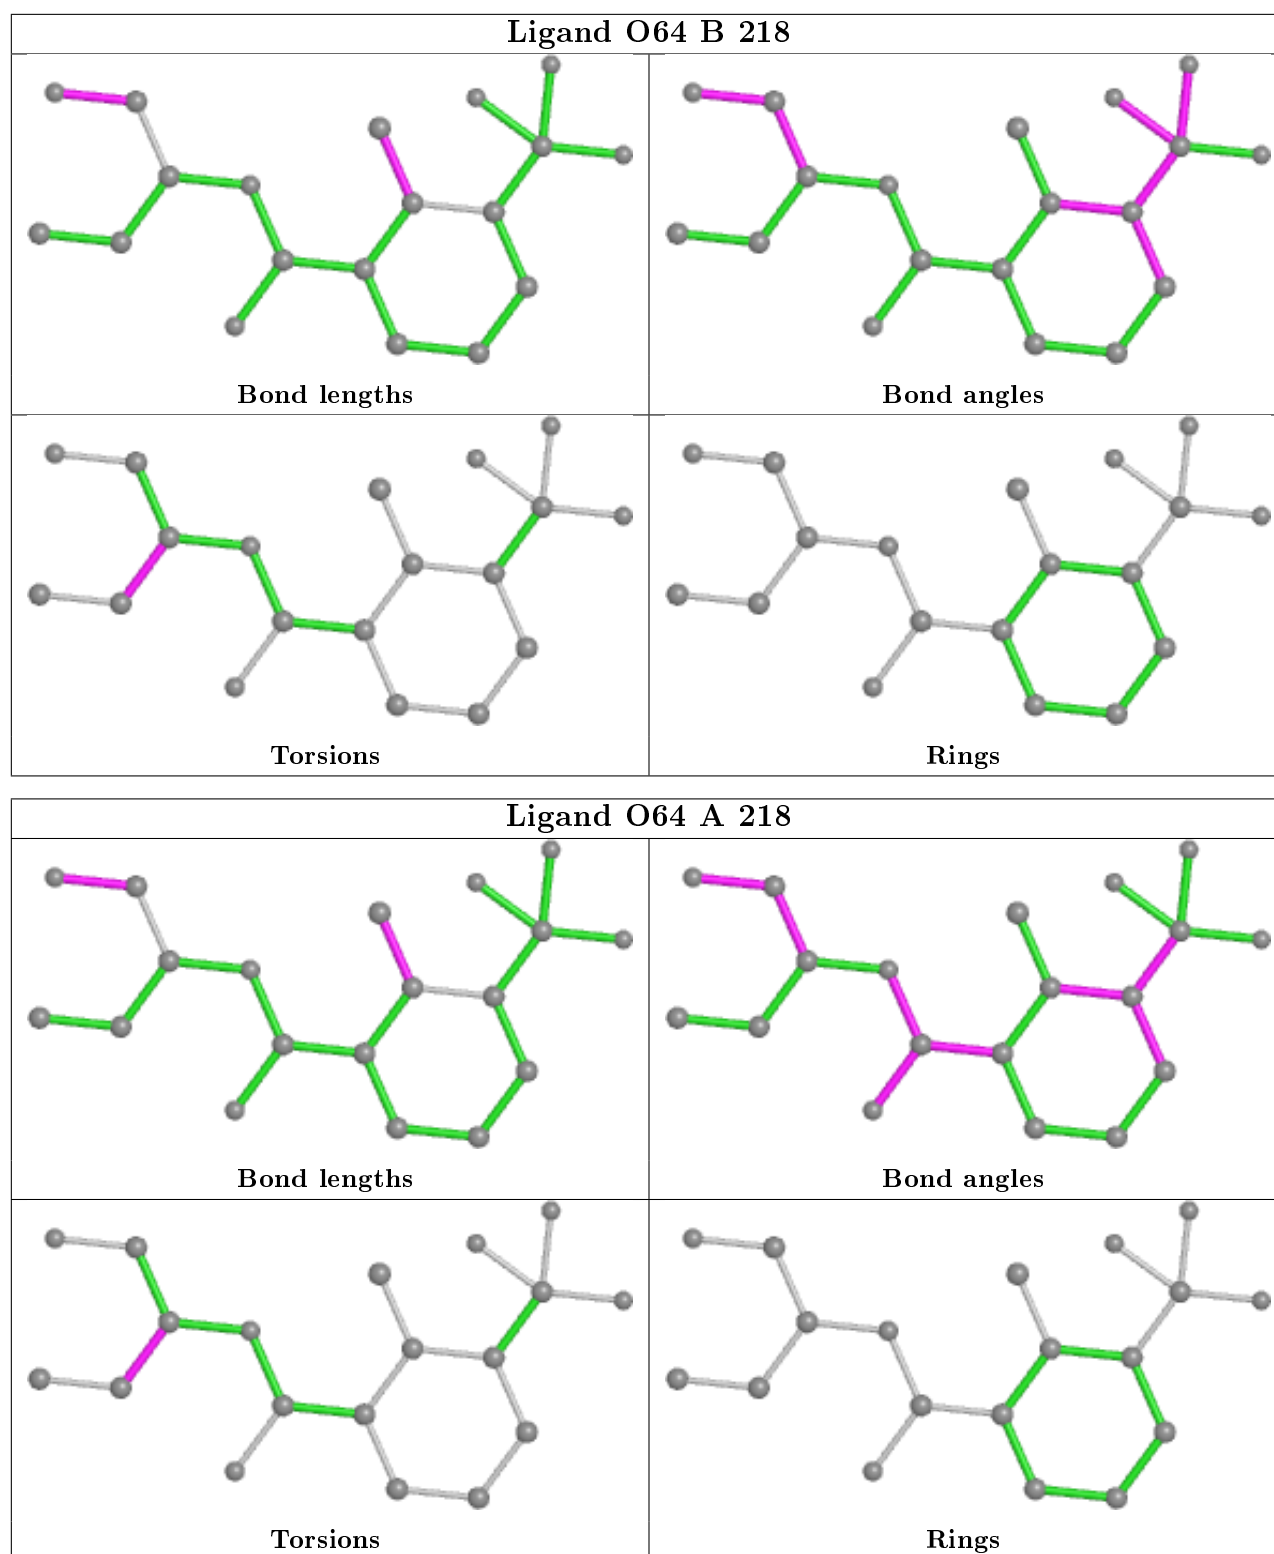 Ligand O64 B 218
Bond lengths
Bond angles
Torsions
Rings
Ligand O64 A 218
Bond lengths
Bond angles
Torsions
Rings